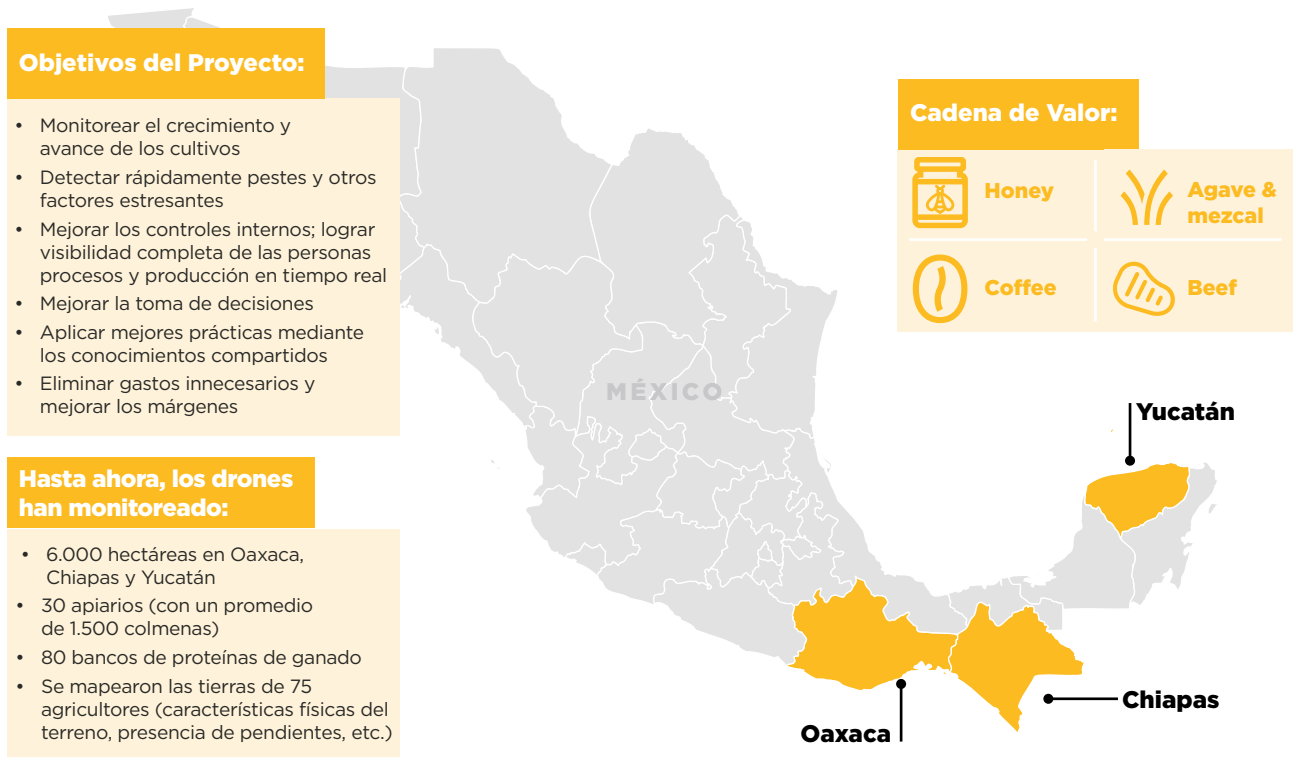 Objetivos del Proyecto:
• Monitorear el crecimiento y
avance de los cultivos
• Detectar rápidamente pestes y otros
factores estresantes
• Mejorar los controles internos; lograr
visibilidad completa de las personas
procesos y producción en tiempo real
• Mejorar la toma de decisiones
• Aplicar mejores prácticas mediante
los conocimientos compartidos
• Eliminar gastos innecesarios y
mejorar los márgenes
Hasta ahora, los drones
han monitoreado:
• 6.000 hectáreas en Oaxaca,
Chiapas y Yucatán
• 30 apiarios (con un promedio
de 1.500 colmenas)
• 80 bancos de proteínas de ganado
• Se mapearon las tierras de 75
agricultores (características físicas del
terreno, presencia de pendientes, etc.)
MÉXICO
Cadena de Valor:
Honey
Agave &
mezcal
Coffee
Beef
Yucatán
Chiapas
Oaxaca